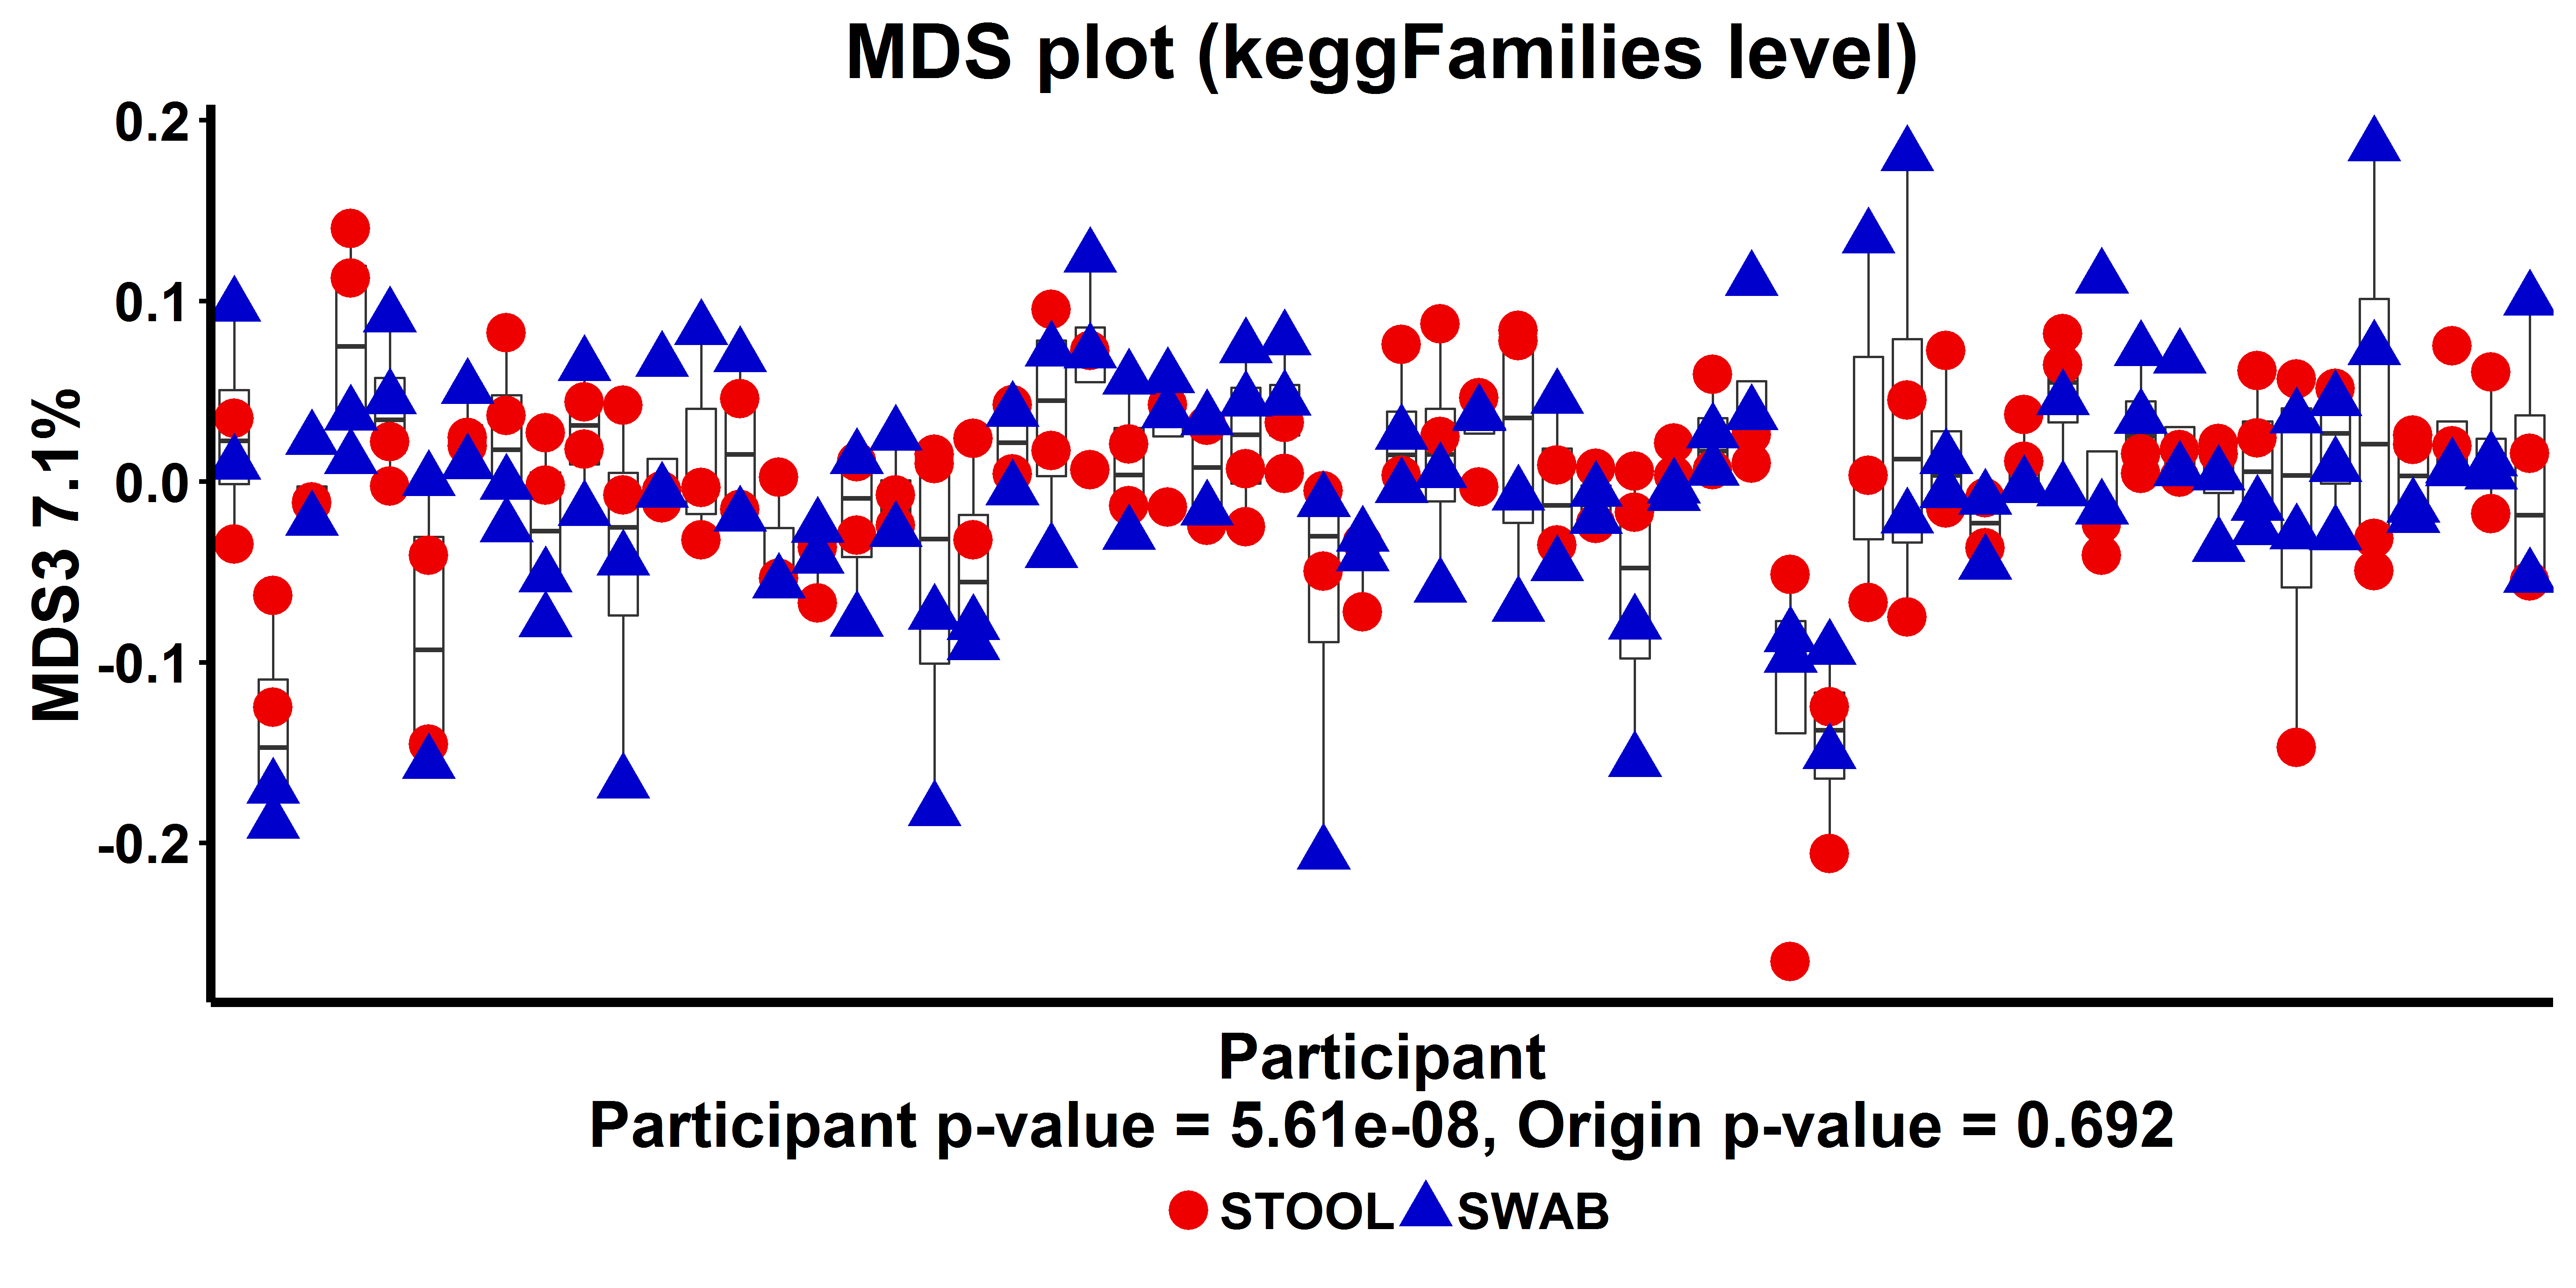 MDS plot (keggFamilies level)
MDS3 7.1%
0.2
0.1
0.0
-0.1
-0.2
Participant
Participant p-value = 5.61e-08, Origin p-value = 0.692
STOOL SWAB